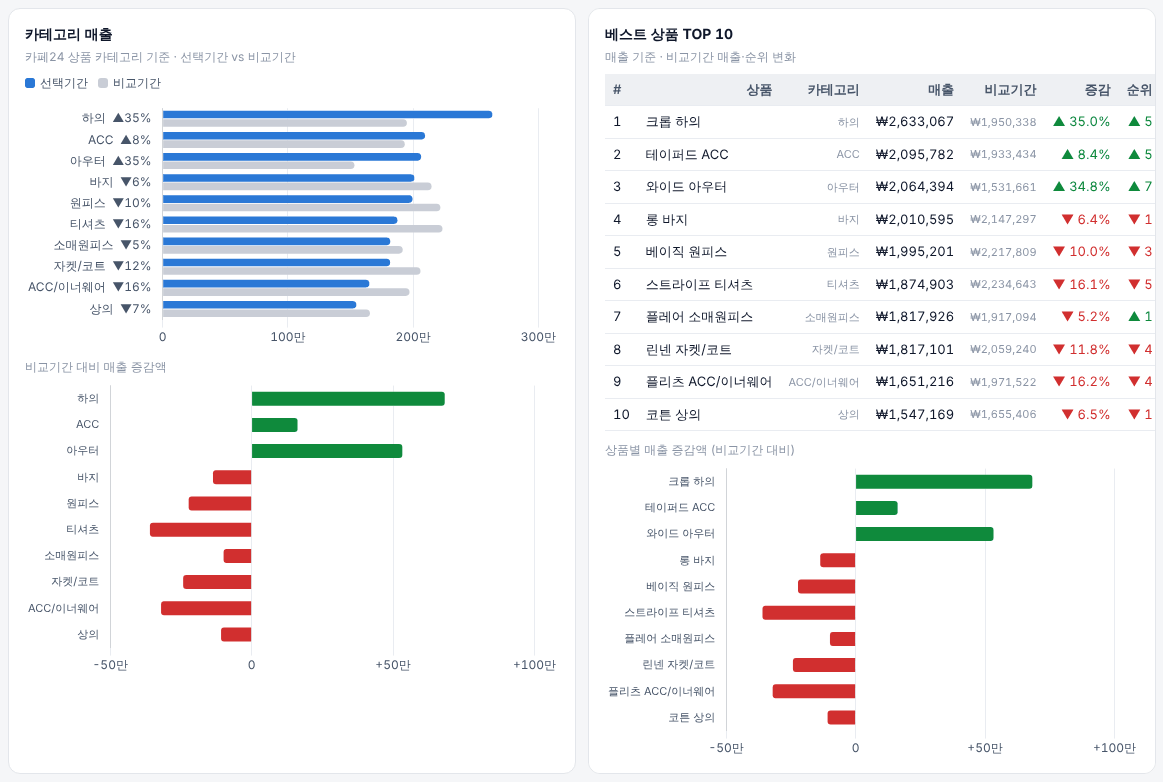 카테고리 매출
카페24 상품 카테고리 기준 · 선택기간 vs 비교기간
선택기간 비교기간
하의 ▲35%
ACC ▲8%
아우터 ▲35%
바지 ▼6%
원피스 ▼10%
티셔츠 ▼16%
소매원피스 ▼5%
자켓/코트 ▼12%
ACC/이너웨어 ▼16%
상의 ▼7%
0 100만 200만 300만
비교기간 대비 매출 증감액
하의
ACC
아우터
바지
원피스
티셔츠
소매원피스
자켓/코트
ACC/이너웨어
상의
-50만 0 +50만 +100만
베스트 상품 TOP 10
매출 기준 · 비교기간 매출·순위 변화
# 상품 카테고리 매출 비교기간 증감 순위
1 크롭 하의 하의 ₩2,633,067 ₩1,950,338 ▲ 35.0% ▲ 5
2 테이퍼드 ACC ACC ₩2,095,782 ₩1,933,434 ▲ 8.4% ▲ 5
3 와이드 아우터 아우터 ₩2,064,394 ₩1,531,661 ▲ 34.8% ▲ 7
4 롱 바지 바지 ₩2,010,595 ₩2,147,297 ▼ 6.4% ▼ 1
5 베이직 원피스 원피스 ₩1,995,201 ₩2,217,809 ▼ 10.0% ▼ 3
6 스트라이프 티셔츠 티셔츠 ₩1,874,903 ₩2,234,643 ▼ 16.1% ▼ 5
7 플레어 소매원피스 소매원피스 ₩1,817,926 ₩1,917,094 ▼ 5.2% ▲ 1
8 린넨 자켓/코트 자켓/코트 ₩1,817,101 ₩2,059,240 ▼ 11.8% ▼ 4
9 플리츠 ACC/이너웨어 ACC/이너웨어 ₩1,651,216 ₩1,971,522 ▼ 16.2% ▼ 4
10 코튼 상의 상의 ₩1,547,169 ₩1,655,406 ▼ 6.5% ▼ 1
상품별 매출 증감액 (비교기간 대비)
크롭 하의
테이퍼드 ACC
와이드 아우터
롱 바지
베이직 원피스
스트라이프 티셔츠
플레어 소매원피스
린넨 자켓/코트
플리츠 ACC/이너웨어
코튼 상의
-50만 0 +50만 +100만